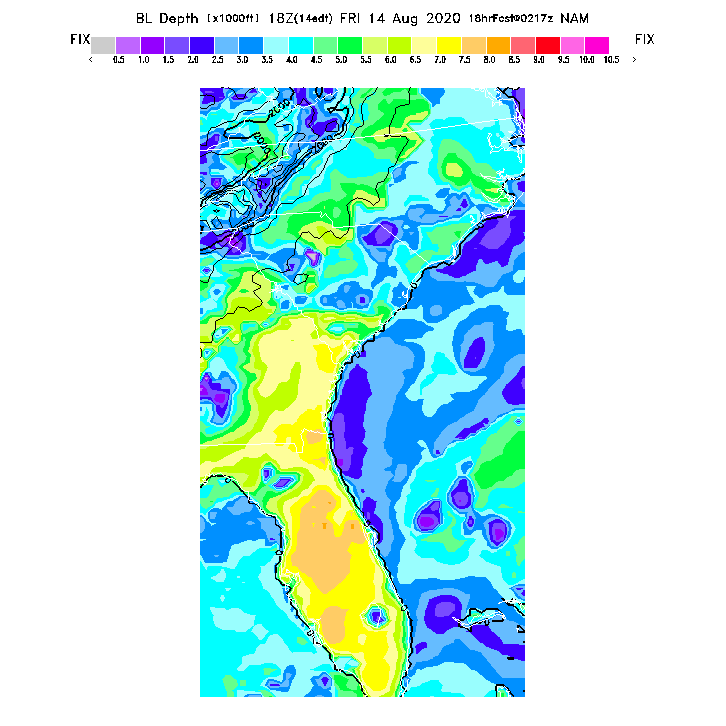 BL Depth [x1000ft] 18Z(14edt) FRI 14 Aug 2020 18hrFcst@0217z NAM
FIX FIX
< 0.5 1.0 1.5 2.0 2.5 3.0 3.5 4.0 4.5 5.0 5.5 6.0 6.5 7.0 7.5 8.0 8.5 9.0 9.5 10.0 10.5 >
2000